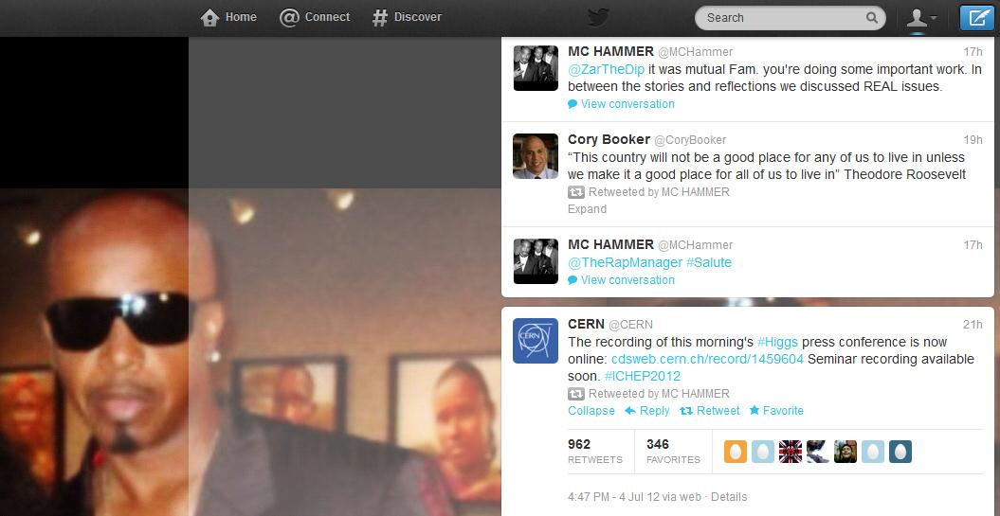 Home @ Connect # Discover Search
MC HAMMER @MCHammer 17h
@ZarTheDip it was mutual Fam. you're doing some important work. In
between the stories and reflections we discussed REAL issues.
View conversation
Cory Booker @CoryBooker 19h
“This country will not be a good place for any of us to live in unless
we make it a good place for all of us to live in” Theodore Roosevelt
Retweeted by MC HAMMER
Expand
MC HAMMER @MCHammer 17h
@TheRapManager #Salute
View conversation
CERN
CERN @CERN 21h
The recording of this morning's #Higgs press conference is now
online: cdsweb.cern.ch/record/1459604 Seminar recording available
soon. #ICHEP2012
Retweeted by MC HAMMER
Collapse Reply Retweet Favorite
962 346
RETWEETS FAVORITES
4:47 PM - 4 Jul 12 via web · Details